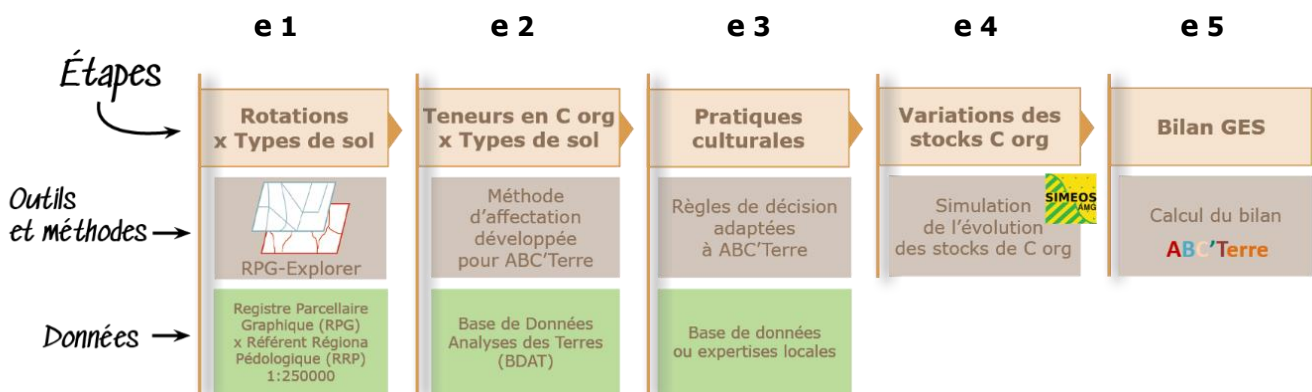 e 1
e 2
e 3
e 4
e 5
Étapes
Rotations
x Types de sol
Teneurs en C org
x Types de sol
Pratiques
culturales
Variations des
stocks C org
Bilan GES
Outils
et méthodes
RPG-Explorer
Méthode
d'affectation
développée
pour ABC'Terre
Règles de décision
adaptées
à ABC'Terre
SIMEOS
AMG
Simulation
de l'évolution
des stocks de C org
Calcul du bilan
ABC'Terre
Données
Registre Parcellaire
Graphique (RPG)
x Référent Régiona
Pédologique (RRP)
1:250000
Base de Données
Analyses des Terres
(BDAT)
Base de données
ou expertises locales